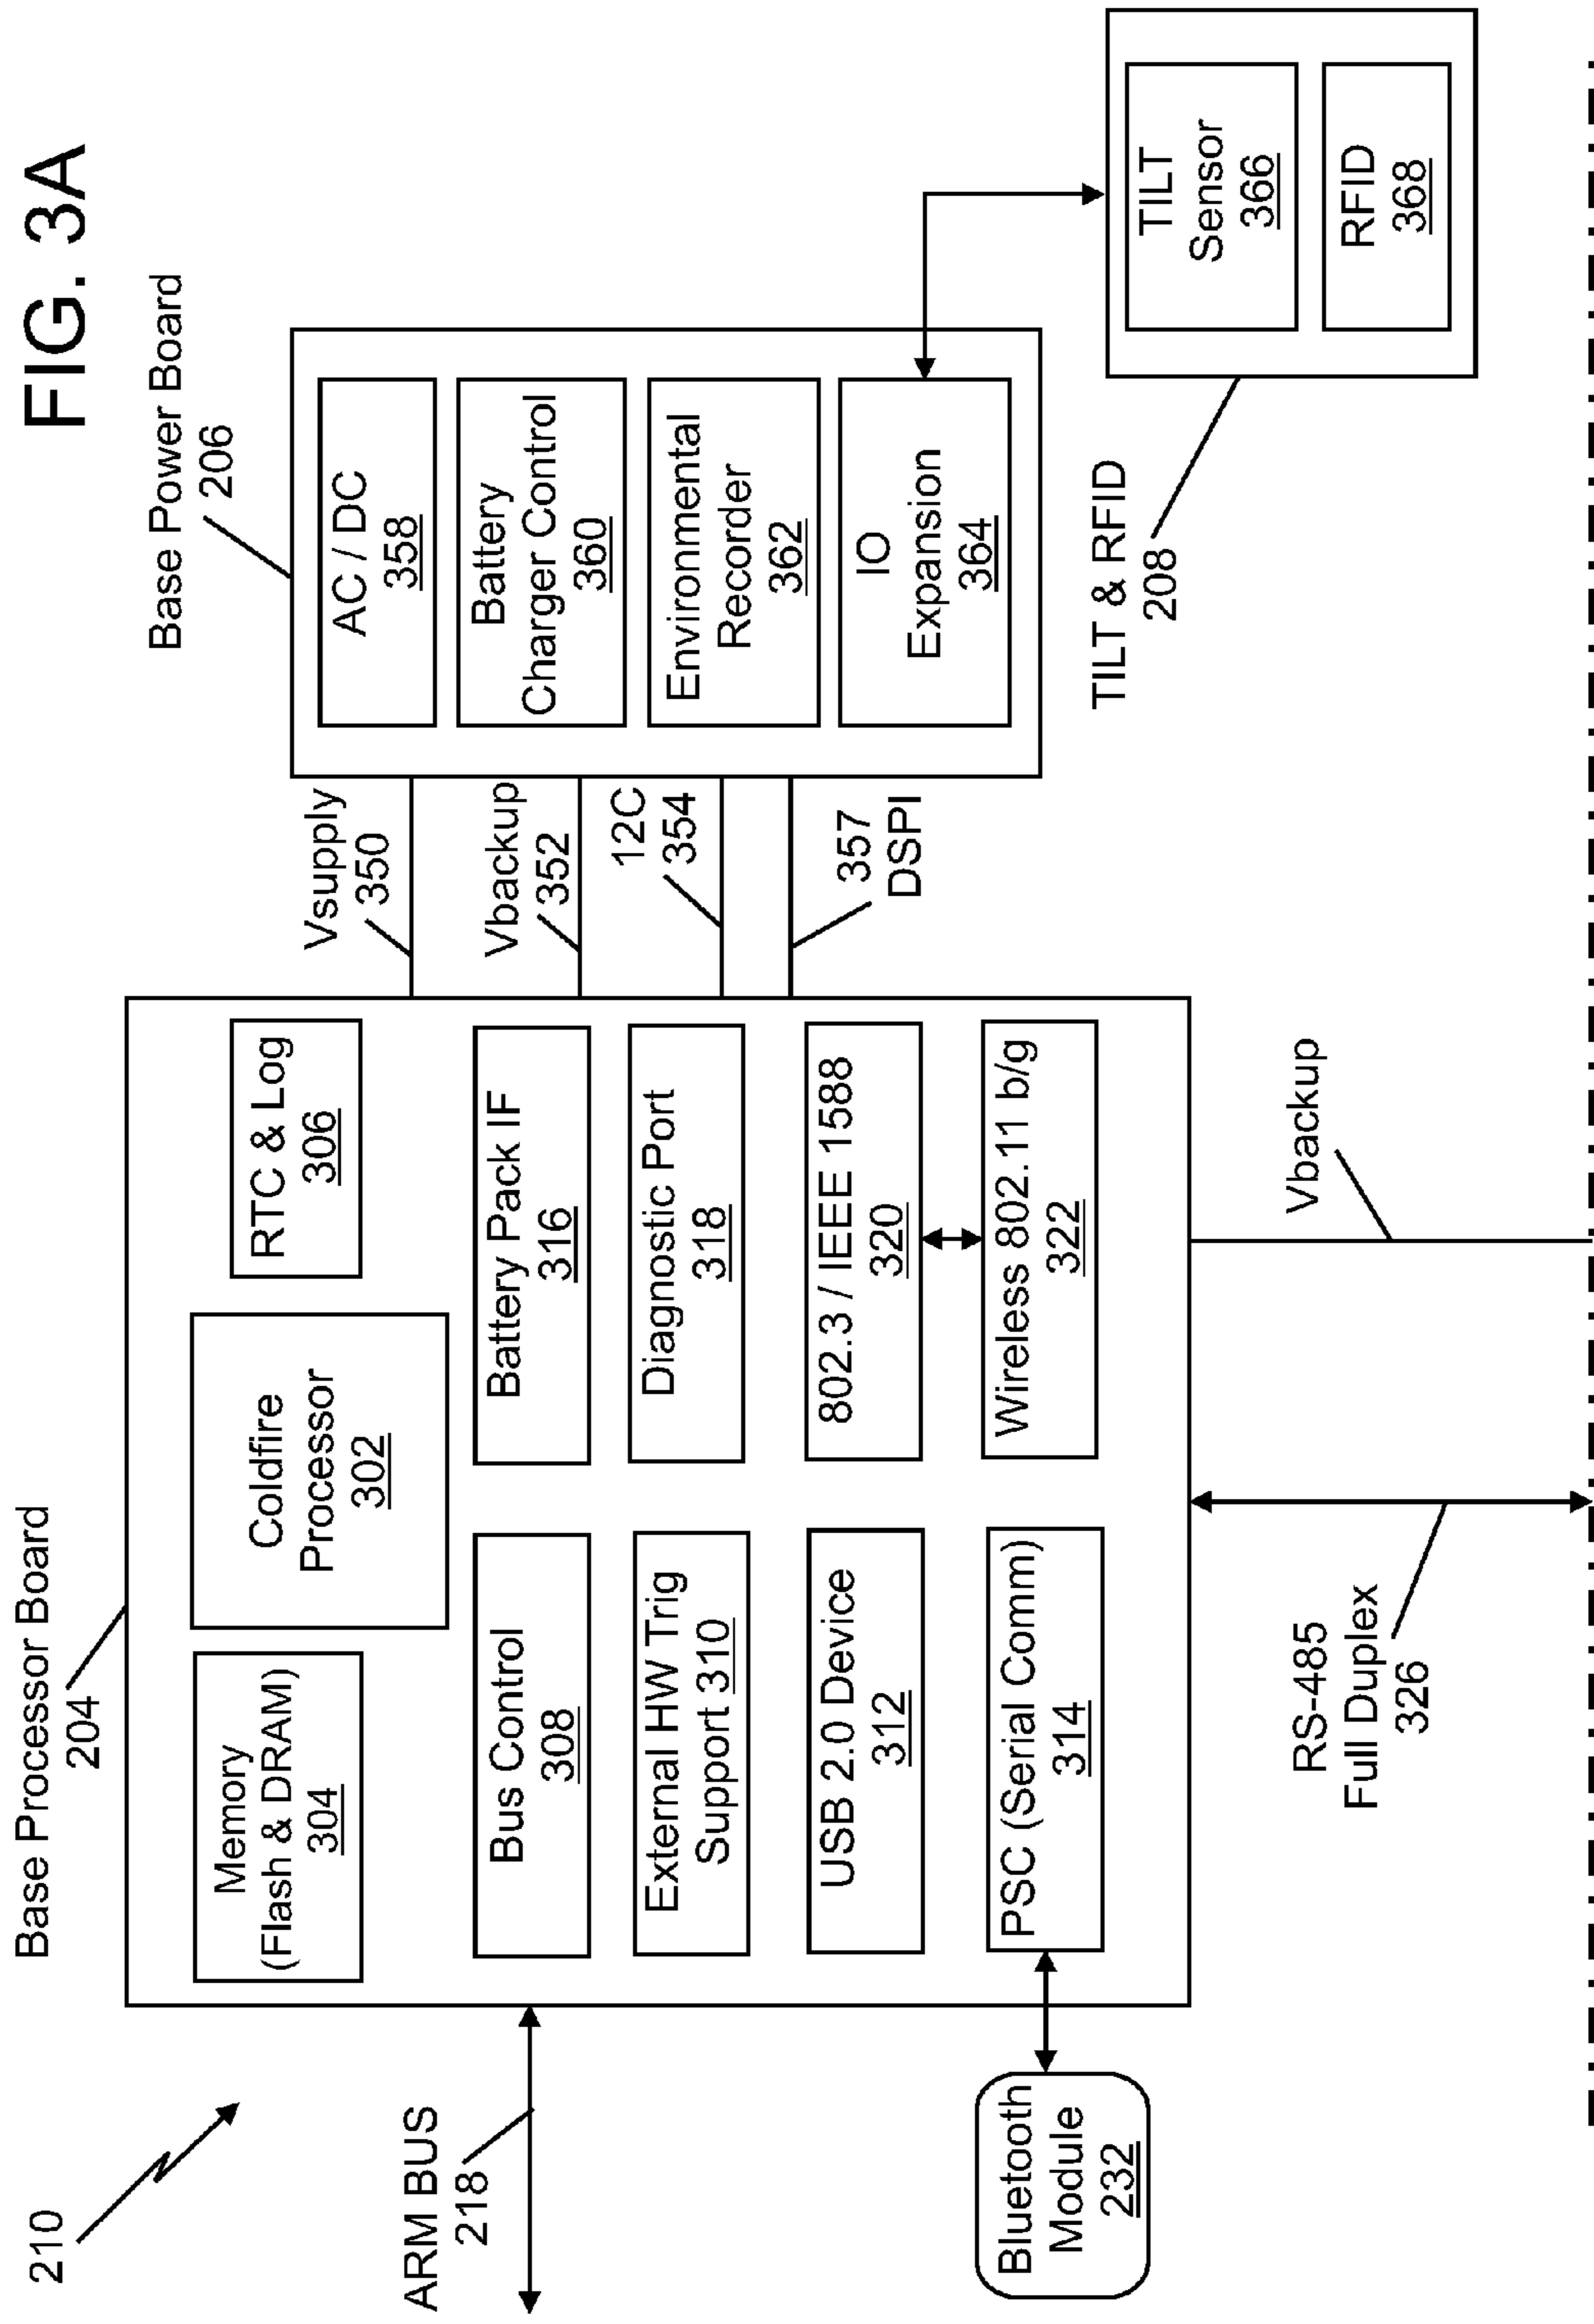 FIG. 3A
210
Base Processor Board
204
Memory
(Flash & DRAM)
304
Coldfire
Processor
302
RTC & Log
306
Bus Control
308
Battery Pack IF
316
External HW Trig
Support 310
Diagnostic Port
318
USB 2.0 Device
312
802.3 / IEEE 1588
320
PSC (Serial Comm)
314
Wireless 802.11 b/g
322
ARM BUS
218
Bluetooth
Module
232
RS-485
Full Duplex
326
Vbackup
Vsupply
350
Vbackup
352
12C
354
357
DSPI
Base Power Board
206
AC / DC
358
Battery
Charger Control
360
Environmental
Recorder
362
IO
Expansion
364
TILT & RFID
208
TILT
Sensor
366
RFID
368